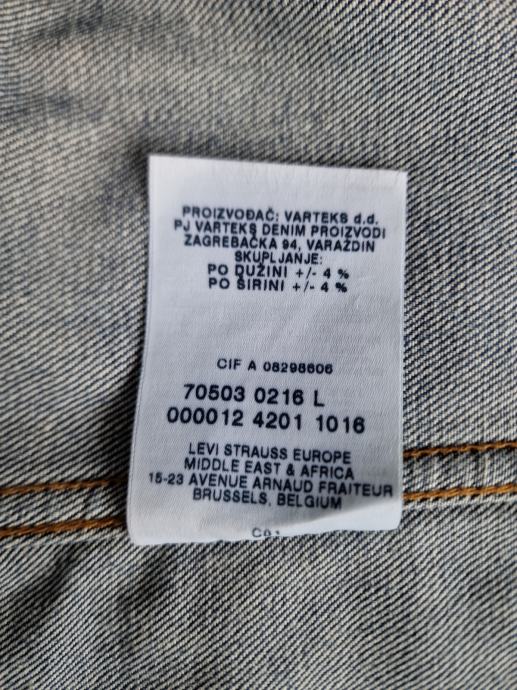 PROIZVOĐAČ: VARTEKS d.d.
PJ VARTEKS DENIM PROIZVODI
ZAGREBAČKA 94, VARAŽDIN
SKUPLJANJE:
PO DUŽINI +/- 4 %
PO ŠIRINI +/- 4 %
CIF A 08298606
70503 0216 L
000012 4201 1016
LEVI STRAUSS EUROPE
MIDDLE EAST & AFRICA
15-23 AVENUE ARNAUD FRAITEUR
BRUSSELS, BELGIUM